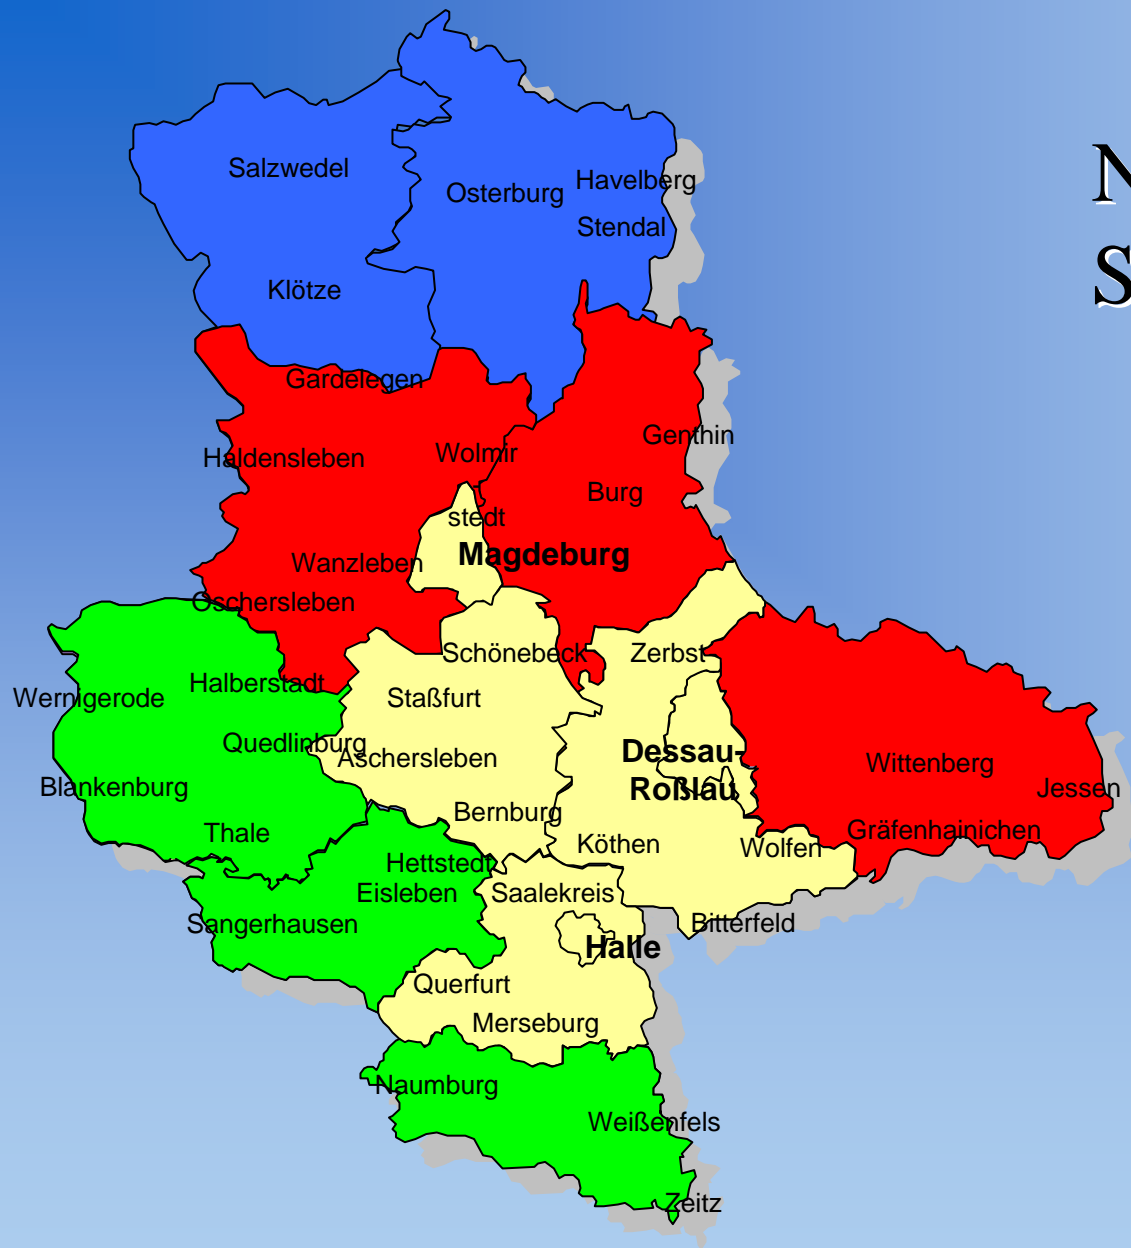 N
S
Salzwedel
Havelberg
Osterburg
Stendal
Klötze
Gardelegen
Genthin
Haldensleben
Wolmir
Burg
stedt
Magdeburg
Wanzleben
Oschersleben
Schönebeck
Zerbst
Halberstadt
Wernigerode
Staßfurt
Quedlinburg
Aschersleben
Dessau-
Roßlau
Wittenberg
Blankenburg
Jessen
Bernburg
Thale
Gräfenhainichen
Köthen
Wolfen
Hettstedt
Eisleben
Saalekreis
Sangerhausen
Bitterfeld
Halle
Querfurt
Merseburg
Naumburg
Weißenfels
Zeitz